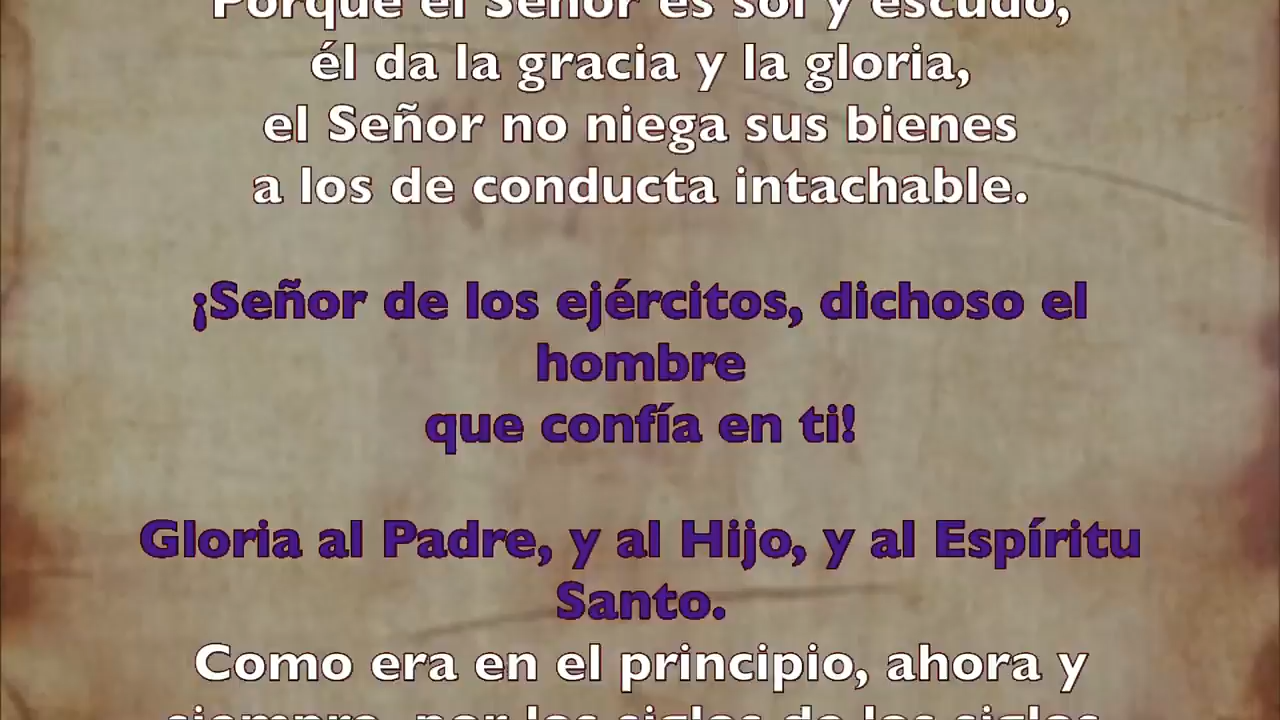 Porque el Señor es sol y escudo,
él da la gracia y la gloria,
el Señor no niega sus bienes
a los de conducta intachable.
¡Señor de los ejércitos, dichoso el
hombre
que confía en ti!
Gloria al Padre, y al Hijo, y al Espíritu
Santo.
Como era en el principio, ahora y
siempre, por los siglos de los siglos.